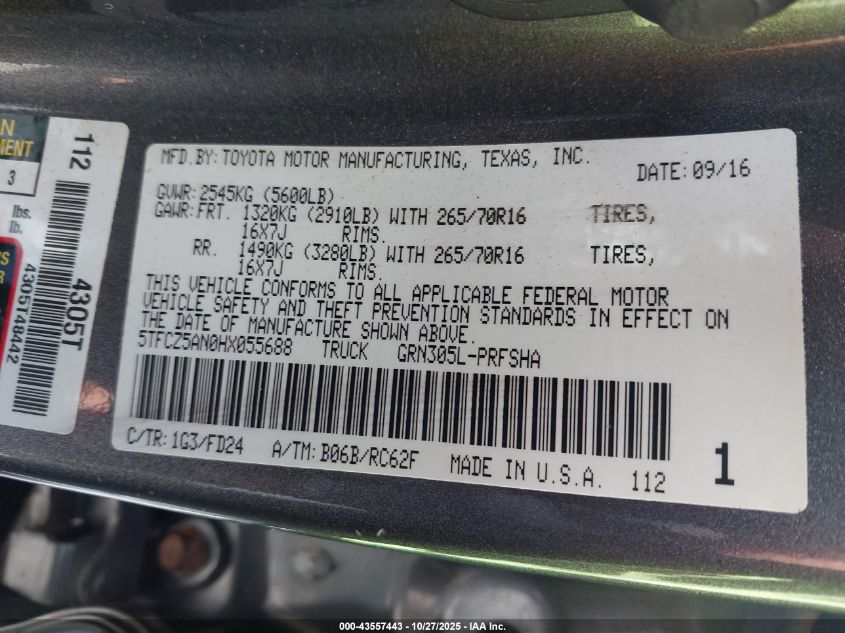 N
MENT
3
lbs.
lb.
S
R
112
4305T
4305T48442
MFD.BY: TOYOTA MOTOR MANUFACTURING, TEXAS, INC. DATE: 09/16
GVWR: 2545KG (5600LB)
GAWR: FRT. 1320KG (2910LB) WITH 265/70R16 TIRES,
16X7J RIMS.
RR. 1490KG (3280LB) WITH 265/70R16 TIRES,
16X7J RIMS.
THIS VEHICLE CONFORMS TO ALL APPLICABLE FEDERAL MOTOR
VEHICLE SAFETY AND THEFT PREVENTION STANDARDS IN EFFECT ON
THE DATE OF MANUFACTURE SHOWN ABOVE.
5TFCZ5AN0HX055688 TRUCK GRN305L-PRFSHA
C/TR: 1G3/FD24 A/TM: B06B/RC62F MADE IN U.S.A. 112 1
000-43557443 | 10/27/2025 | IAA Inc.